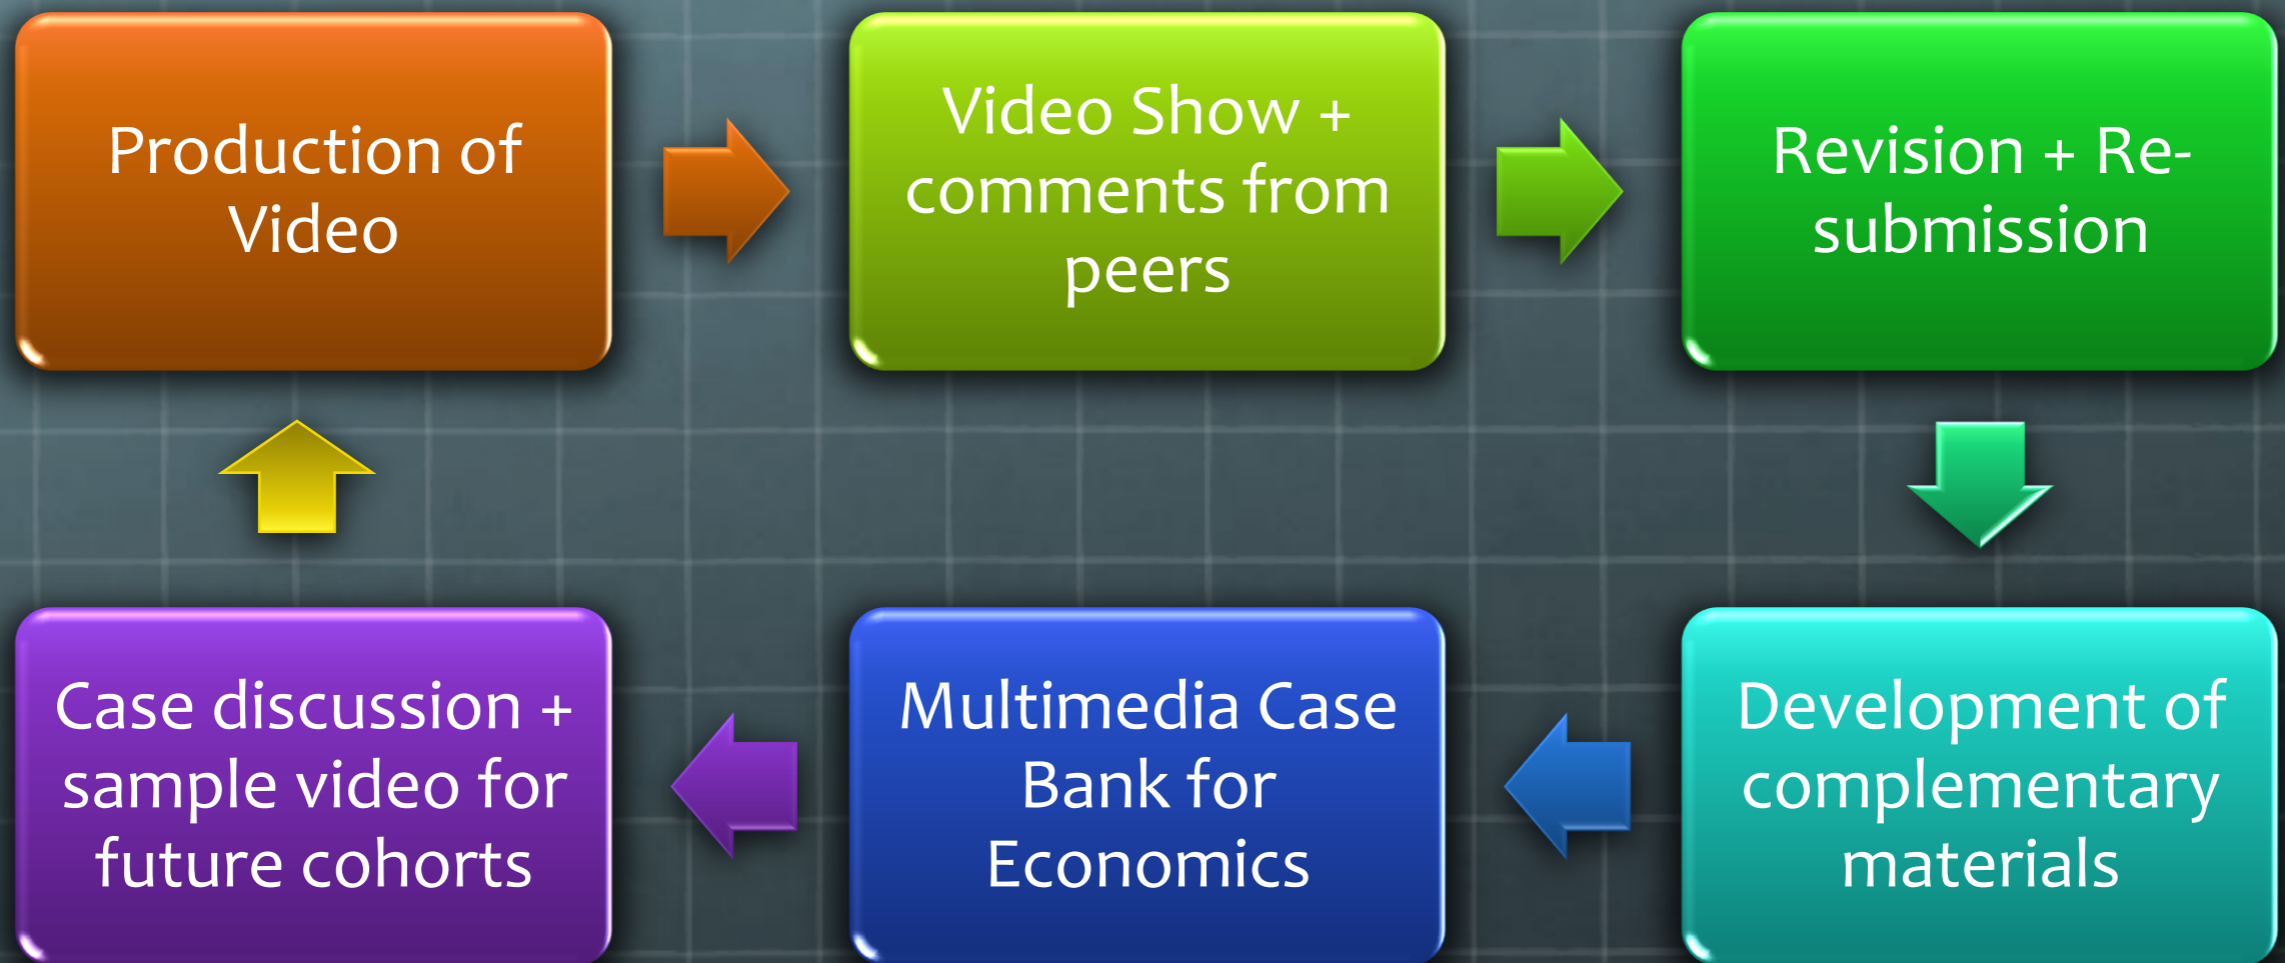 Production of
Video
Video Show +
comments from
peers
Revision + Re-
submission
Development of
complementary
materials
Multimedia Case
Bank for
Economics
Case discussion +
sample video for
future cohorts